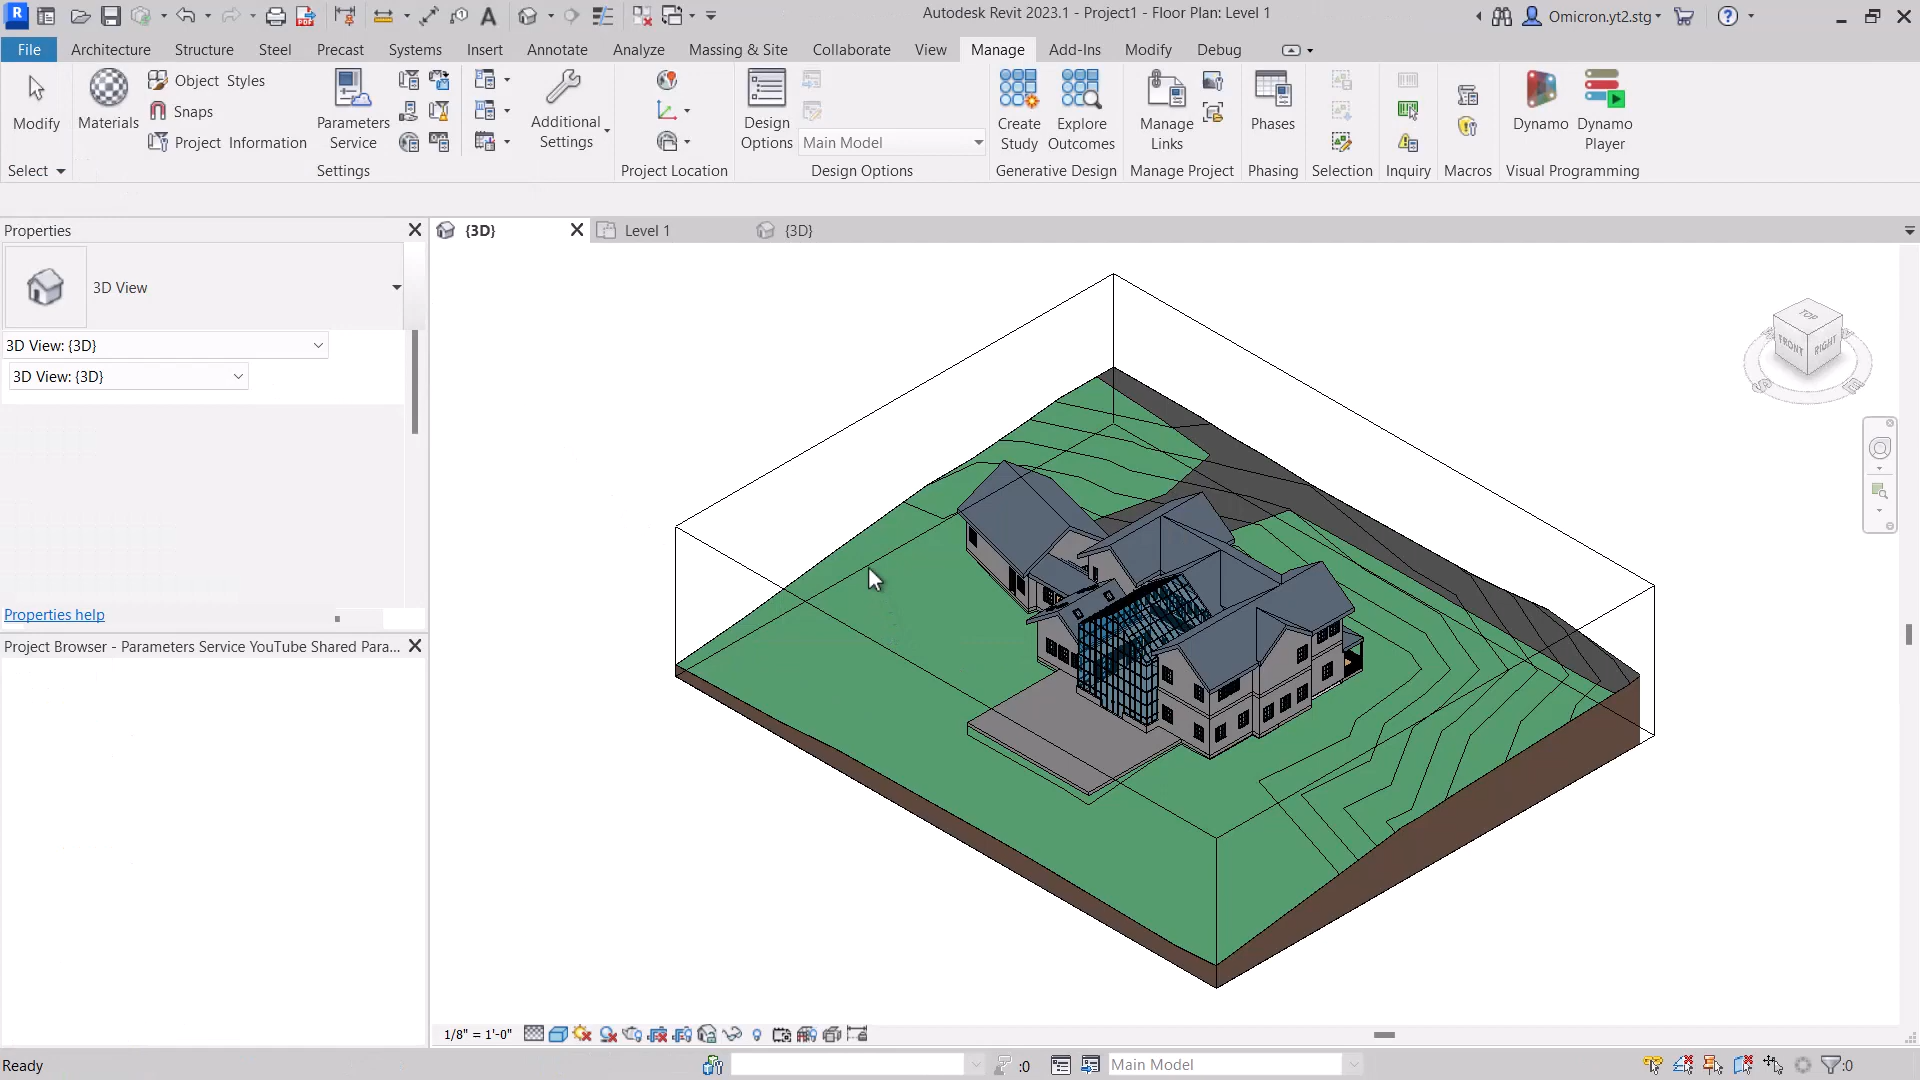 R
Autodesk Revit 2023.1 - Project1 - Floor Plan: Level 1
Omicron.yt2.stg
File Architecture Structure Steel Precast Systems Insert Annotate Analyze Massing & Site Collaborate View Manage Add-Ins Modify Debug
Modify
Materials
Object Styles
Snaps
Project Information
Parameters
Service
Additional
Settings
Design
Options
Main Model
Create
Study
Explore
Outcomes
Manage
Links
Phases
Dynamo
Dynamo
Player
Select Settings Project Location Design Options Generative Design Manage Project Phasing Selection Inquiry Macros Visual Programming
Properties
{3D} Level 1 {3D}
3D View
3D View: {3D}
3D View: {3D}
TOP
FRONT RIGHT
Properties help
Project Browser - Parameters Service YouTube Shared Para...
1/8" = 1'-0"
Ready
:0
Main Model
:0